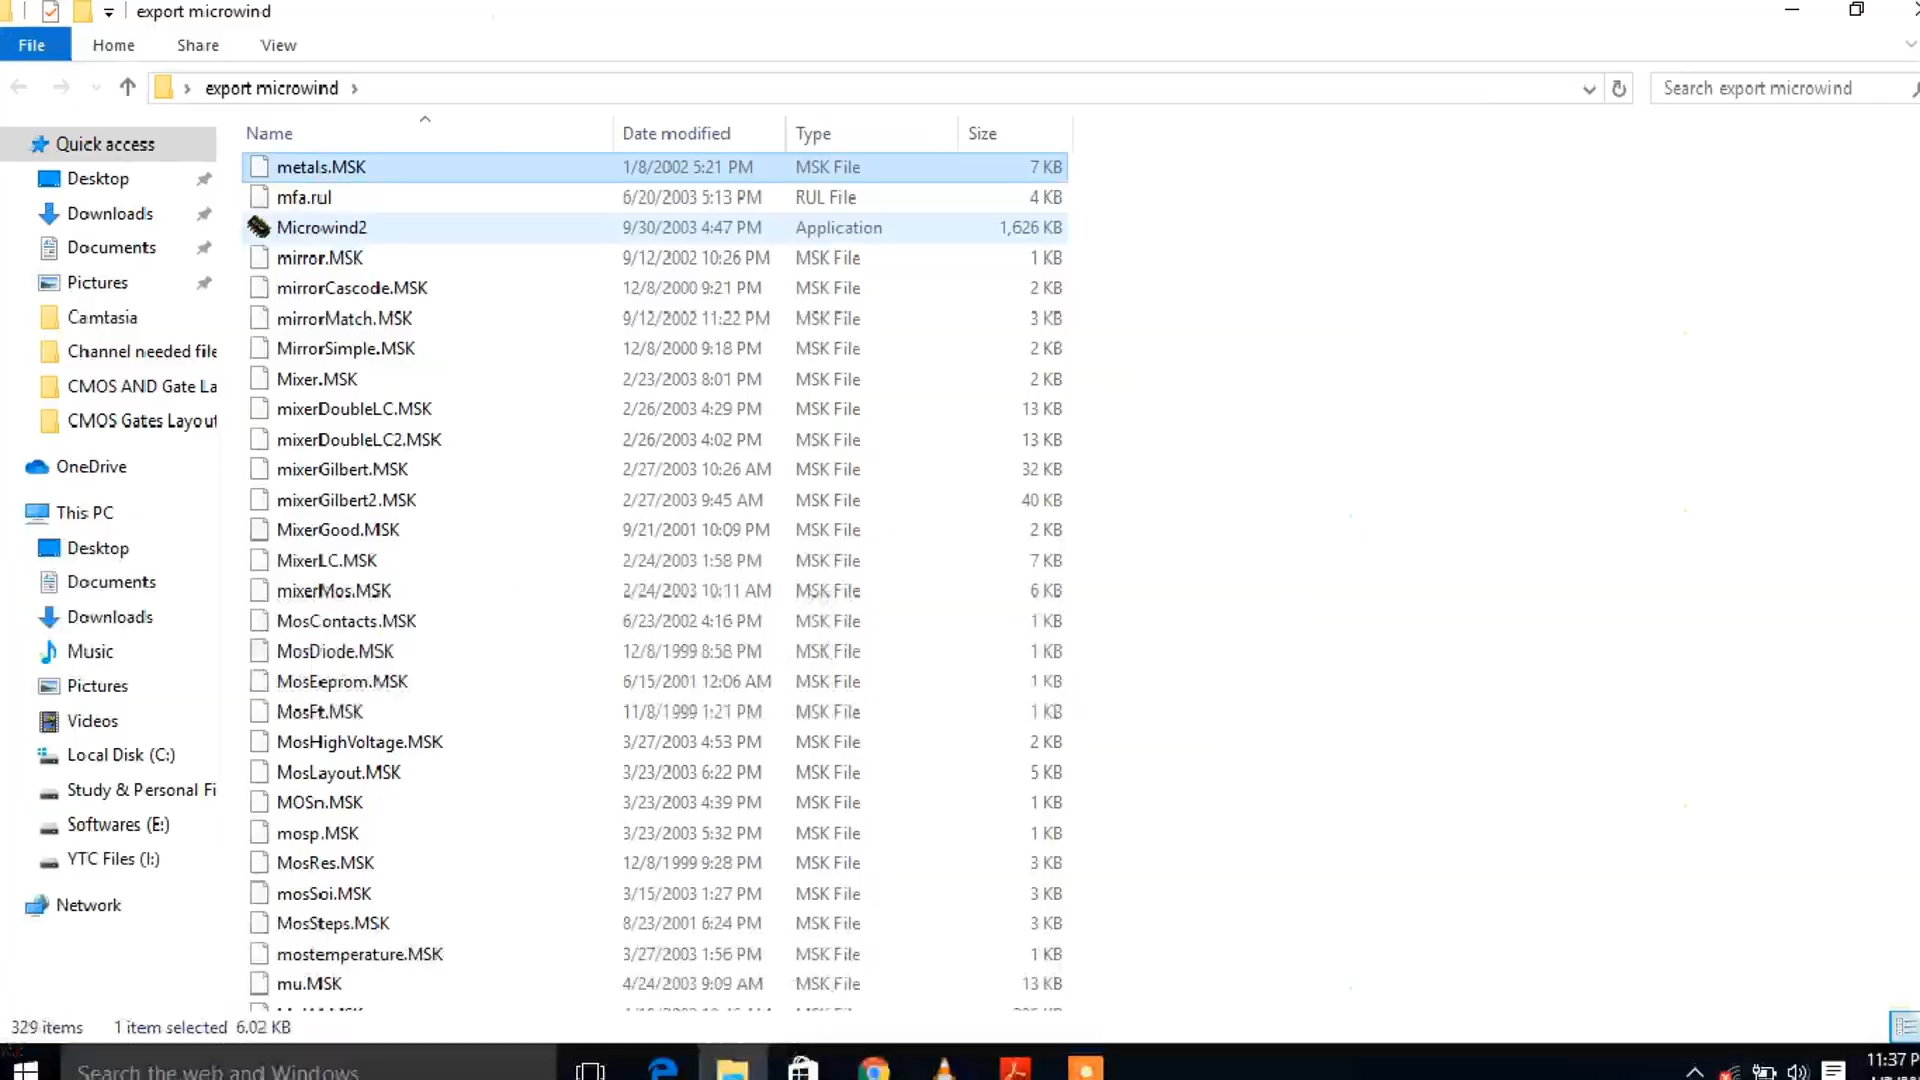 export microwind
File Home Share View
export microwind
Search export microwind
Name Date modified Type Size
Quick access
Desktop
Downloads
Documents
Pictures
Camtasia
Channel needed file
CMOS AND Gate La
CMOS Gates Layout
OneDrive
This PC
Desktop
Documents
Downloads
Music
Pictures
Videos
Local Disk (C:)
Study & Personal Fi
Softwares (E:)
YTC Files (I:)
Network
metals.MSK 1/8/2002 5:21 PM MSK File 7 KB
mfa.rul 6/20/2003 5:13 PM RUL File 4 KB
Microwind2 9/30/2003 4:47 PM Application 1,626 KB
mirror.MSK 9/12/2002 10:26 PM MSK File 1 KB
mirrorCascode.MSK 12/8/2000 9:21 PM MSK File 2 KB
mirrorMatch.MSK 9/12/2002 11:22 PM MSK File 3 KB
MirrorSimple.MSK 12/8/2000 9:18 PM MSK File 2 KB
Mixer.MSK 2/23/2003 8:01 PM MSK File 2 KB
mixerDoubleLC.MSK 2/26/2003 4:29 PM MSK File 13 KB
mixerDoubleLC2.MSK 2/26/2003 4:02 PM MSK File 13 KB
mixerGilbert.MSK 2/27/2003 10:26 AM MSK File 32 KB
mixerGilbert2.MSK 2/27/2003 9:45 AM MSK File 40 KB
MixerGood.MSK 9/21/2001 10:09 PM MSK File 2 KB
MixerLC.MSK 2/24/2003 1:58 PM MSK File 7 KB
mixerMos.MSK 2/24/2003 10:11 AM MSK File 6 KB
MosContacts.MSK 6/23/2002 4:16 PM MSK File 1 KB
MosDiode.MSK 12/8/1999 8:58 PM MSK File 1 KB
MosEeprom.MSK 6/15/2001 12:06 AM MSK File 1 KB
MosFt.MSK 11/8/1999 1:21 PM MSK File 1 KB
MosHighVoltage.MSK 3/27/2003 4:53 PM MSK File 2 KB
MosLayout.MSK 3/23/2003 6:22 PM MSK File 5 KB
MOSn.MSK 3/23/2003 4:39 PM MSK File 1 KB
mosp.MSK 3/23/2003 5:32 PM MSK File 1 KB
MosRes.MSK 12/8/1999 9:28 PM MSK File 3 KB
mosSoi.MSK 3/15/2003 1:27 PM MSK File 3 KB
MosSteps.MSK 8/23/2001 6:24 PM MSK File 3 KB
mostemperature.MSK 3/27/2003 1:56 PM MSK File 1 KB
mu.MSK 4/24/2003 9:09 AM MSK File 13 KB
329 items 1 item selected 6.02 KB
Search the web and Windows
11:37 P